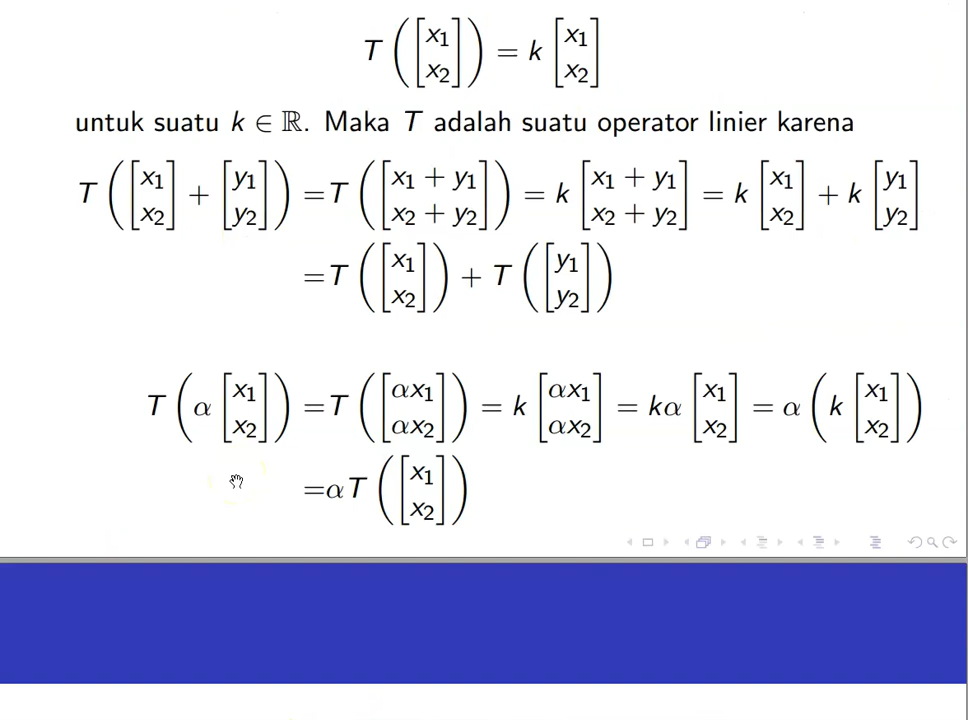 T([x₁ x₂]) = k [x₁ x₂]
untuk suatu k ∈ ℝ. Maka T adalah suatu operator linier karena
T([x₁ x₂] + [y₁ y₂]) =T([x₁ + y₁ x₂ + y₂]) = k [x₁ + y₁ x₂ + y₂] = k [x₁ x₂] + k [y₁ y₂]
=T([x₁ x₂]) + T([y₁ y₂])
T(α [x₁ x₂]) =T([αx₁ αx₂]) = k [αx₁ αx₂] = kα [x₁ x₂] = α (k [x₁ x₂])
=αT([x₁ x₂])